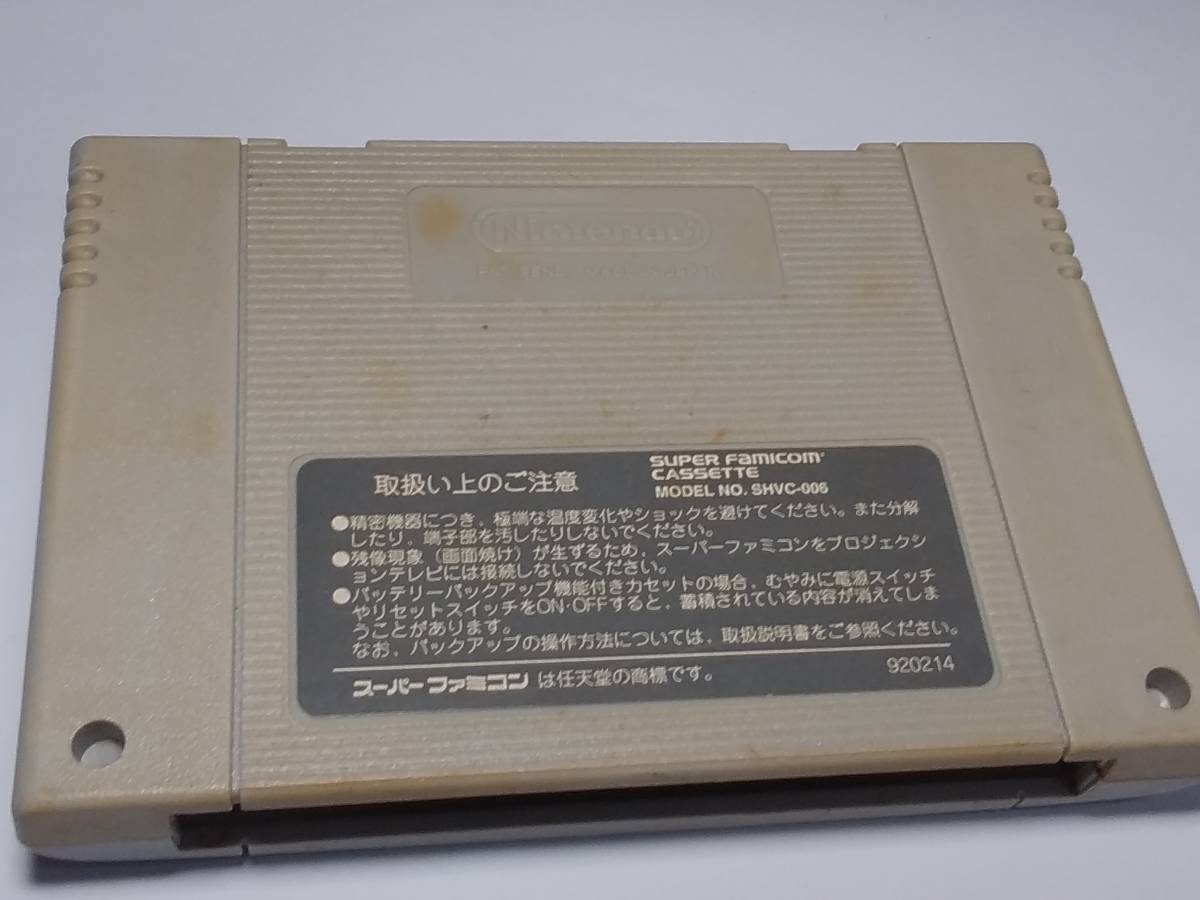 Nintendo
取扱い上のご注意
SUPER Famicom
CASSETTE
MODEL NO. SHVC-006
●精密機器につき、極端な温度変化やショックを避けてください。また分解
したり、端子部を汚したりしないでください。
●残像現象（画面焼け）が生ずるため、スーパーファミコンをプロジェクシ
ョンテレビには接続しないでください。
●バッテリーバックアップ機能付きカセットの場合、むやみに電源スイッチ
やリセットスイッチをON・OFFすると、蓄積されている内容が消えてしま
うことがあります。
なお、バックアップの操作方法については、取扱説明書をご参照ください。
スーパーファミコン は任天堂の商標です。
920214